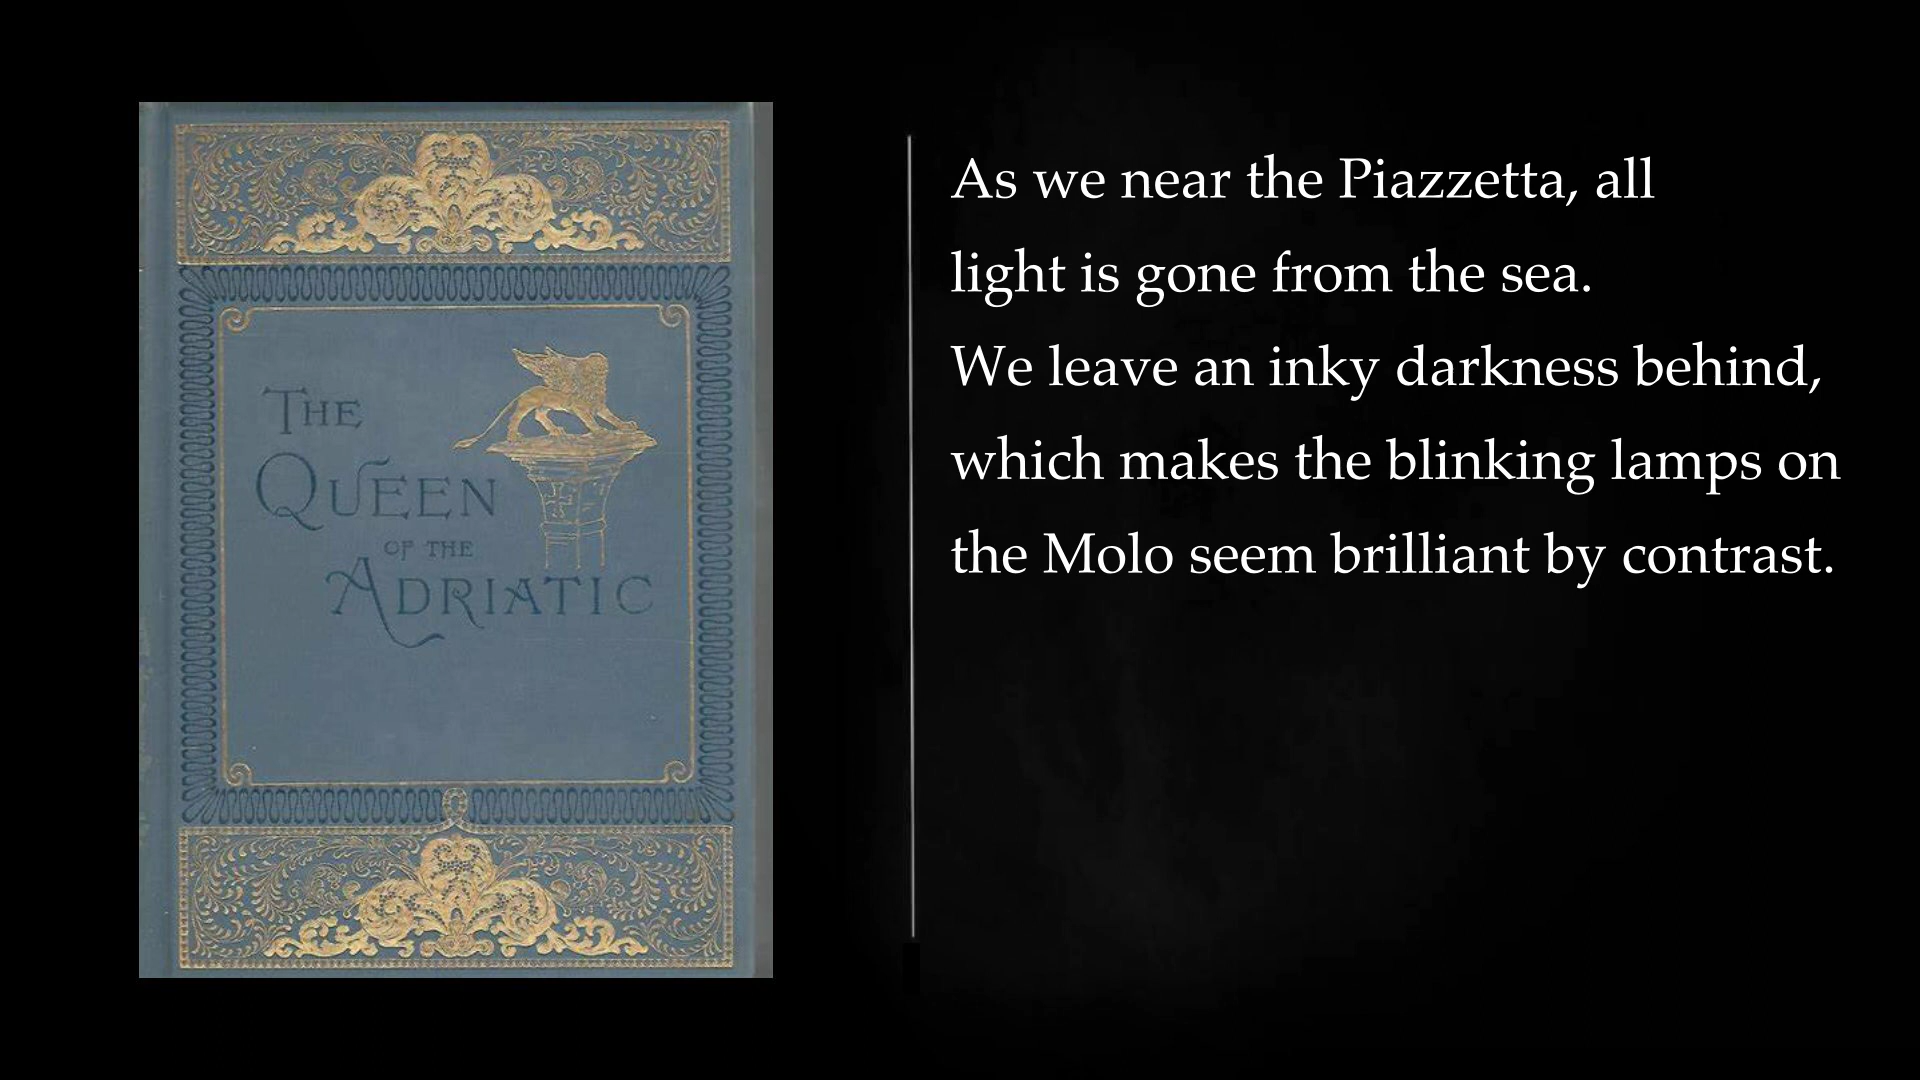 THE
QUEEN
OF THE
ADRIATIC
As we near the Piazzetta, all
light is gone from the sea.
We leave an inky darkness behind,
which makes the blinking lamps on
the Molo seem brilliant by contrast.